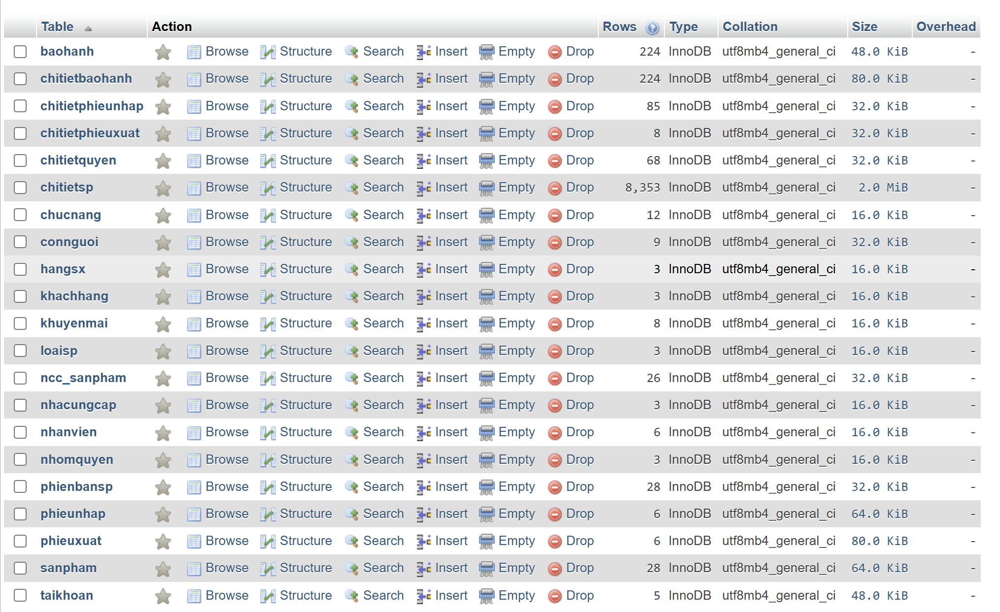 Table Action Rows Type Collation Size Overhead
baohanh Browse Structure Search Insert Empty Drop 224 InnoDB utf8mb4_general_ci 48.0 KiB -
chitietbaohanh Browse Structure Search Insert Empty Drop 224 InnoDB utf8mb4_general_ci 80.0 KiB -
chitietphieunhap Browse Structure Search Insert Empty Drop 85 InnoDB utf8mb4_general_ci 32.0 KiB -
chitietphieuxuat Browse Structure Search Insert Empty Drop 8 InnoDB utf8mb4_general_ci 32.0 KiB -
chitietquyen Browse Structure Search Insert Empty Drop 68 InnoDB utf8mb4_general_ci 32.0 KiB -
chitietsp Browse Structure Search Insert Empty Drop 8,353 InnoDB utf8mb4_general_ci 2.0 MiB -
chucnang Browse Structure Search Insert Empty Drop 12 InnoDB utf8mb4_general_ci 16.0 KiB -
connguoi Browse Structure Search Insert Empty Drop 9 InnoDB utf8mb4_general_ci 32.0 KiB -
hangsx Browse Structure Search Insert Empty Drop 3 InnoDB utf8mb4_general_ci 16.0 KiB -
khachhang Browse Structure Search Insert Empty Drop 3 InnoDB utf8mb4_general_ci 16.0 KiB -
khuyenmai Browse Structure Search Insert Empty Drop 8 InnoDB utf8mb4_general_ci 16.0 KiB -
loaisp Browse Structure Search Insert Empty Drop 3 InnoDB utf8mb4_general_ci 16.0 KiB -
ncc_sanpham Browse Structure Search Insert Empty Drop 26 InnoDB utf8mb4_general_ci 32.0 KiB -
nhacungcap Browse Structure Search Insert Empty Drop 3 InnoDB utf8mb4_general_ci 16.0 KiB -
nhanvien Browse Structure Search Insert Empty Drop 6 InnoDB utf8mb4_general_ci 16.0 KiB -
nhomquyen Browse Structure Search Insert Empty Drop 3 InnoDB utf8mb4_general_ci 16.0 KiB -
phienbansp Browse Structure Search Insert Empty Drop 28 InnoDB utf8mb4_general_ci 32.0 KiB -
phieunhap Browse Structure Search Insert Empty Drop 6 InnoDB utf8mb4_general_ci 64.0 KiB -
phieuxuat Browse Structure Search Insert Empty Drop 6 InnoDB utf8mb4_general_ci 80.0 KiB -
sanpham Browse Structure Search Insert Empty Drop 28 InnoDB utf8mb4_general_ci 64.0 KiB -
taikhoan Browse Structure Search Insert Empty Drop 5 InnoDB utf8mb4_general_ci 48.0 KiB -